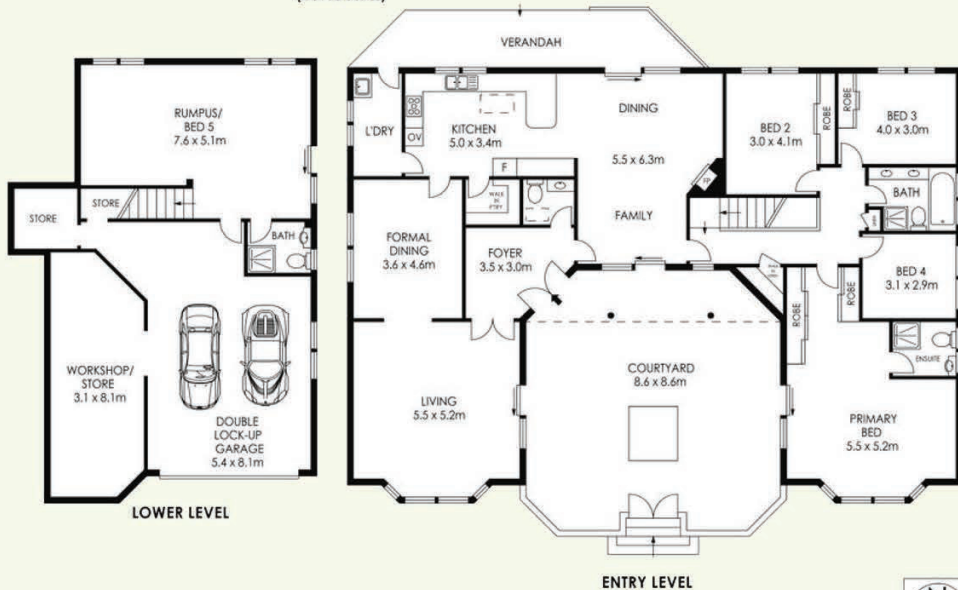 VERANDAH
RUMPUS/
BED 5
7.6 x 5.1m
STORE
STORE
BATH
WORKSHOP/
STORE
3.1 x 8.1m
DOUBLE
LOCK-UP
GARAGE
5.4 x 8.1m
LOWER LEVEL
L'DRY
OV
KITCHEN
5.0 x 3.4m
F
WALK
IN
PTRY
DINING
5.5 x 6.3m
FAMILY
FP
BED 2
3.0 x 4.1m
ROBE
ROBE
BED 3
4.0 x 3.0m
BATH
FORMAL
DINING
3.6 x 4.6m
FOYER
3.5 x 3.0m
BED 4
3.1 x 2.9m
ROBE
ROBE
ENSUITE
LIVING
5.5 x 5.2m
COURTYARD
8.6 x 8.6m
PRIMARY
BED
5.5 x 5.2m
ENTRY LEVEL